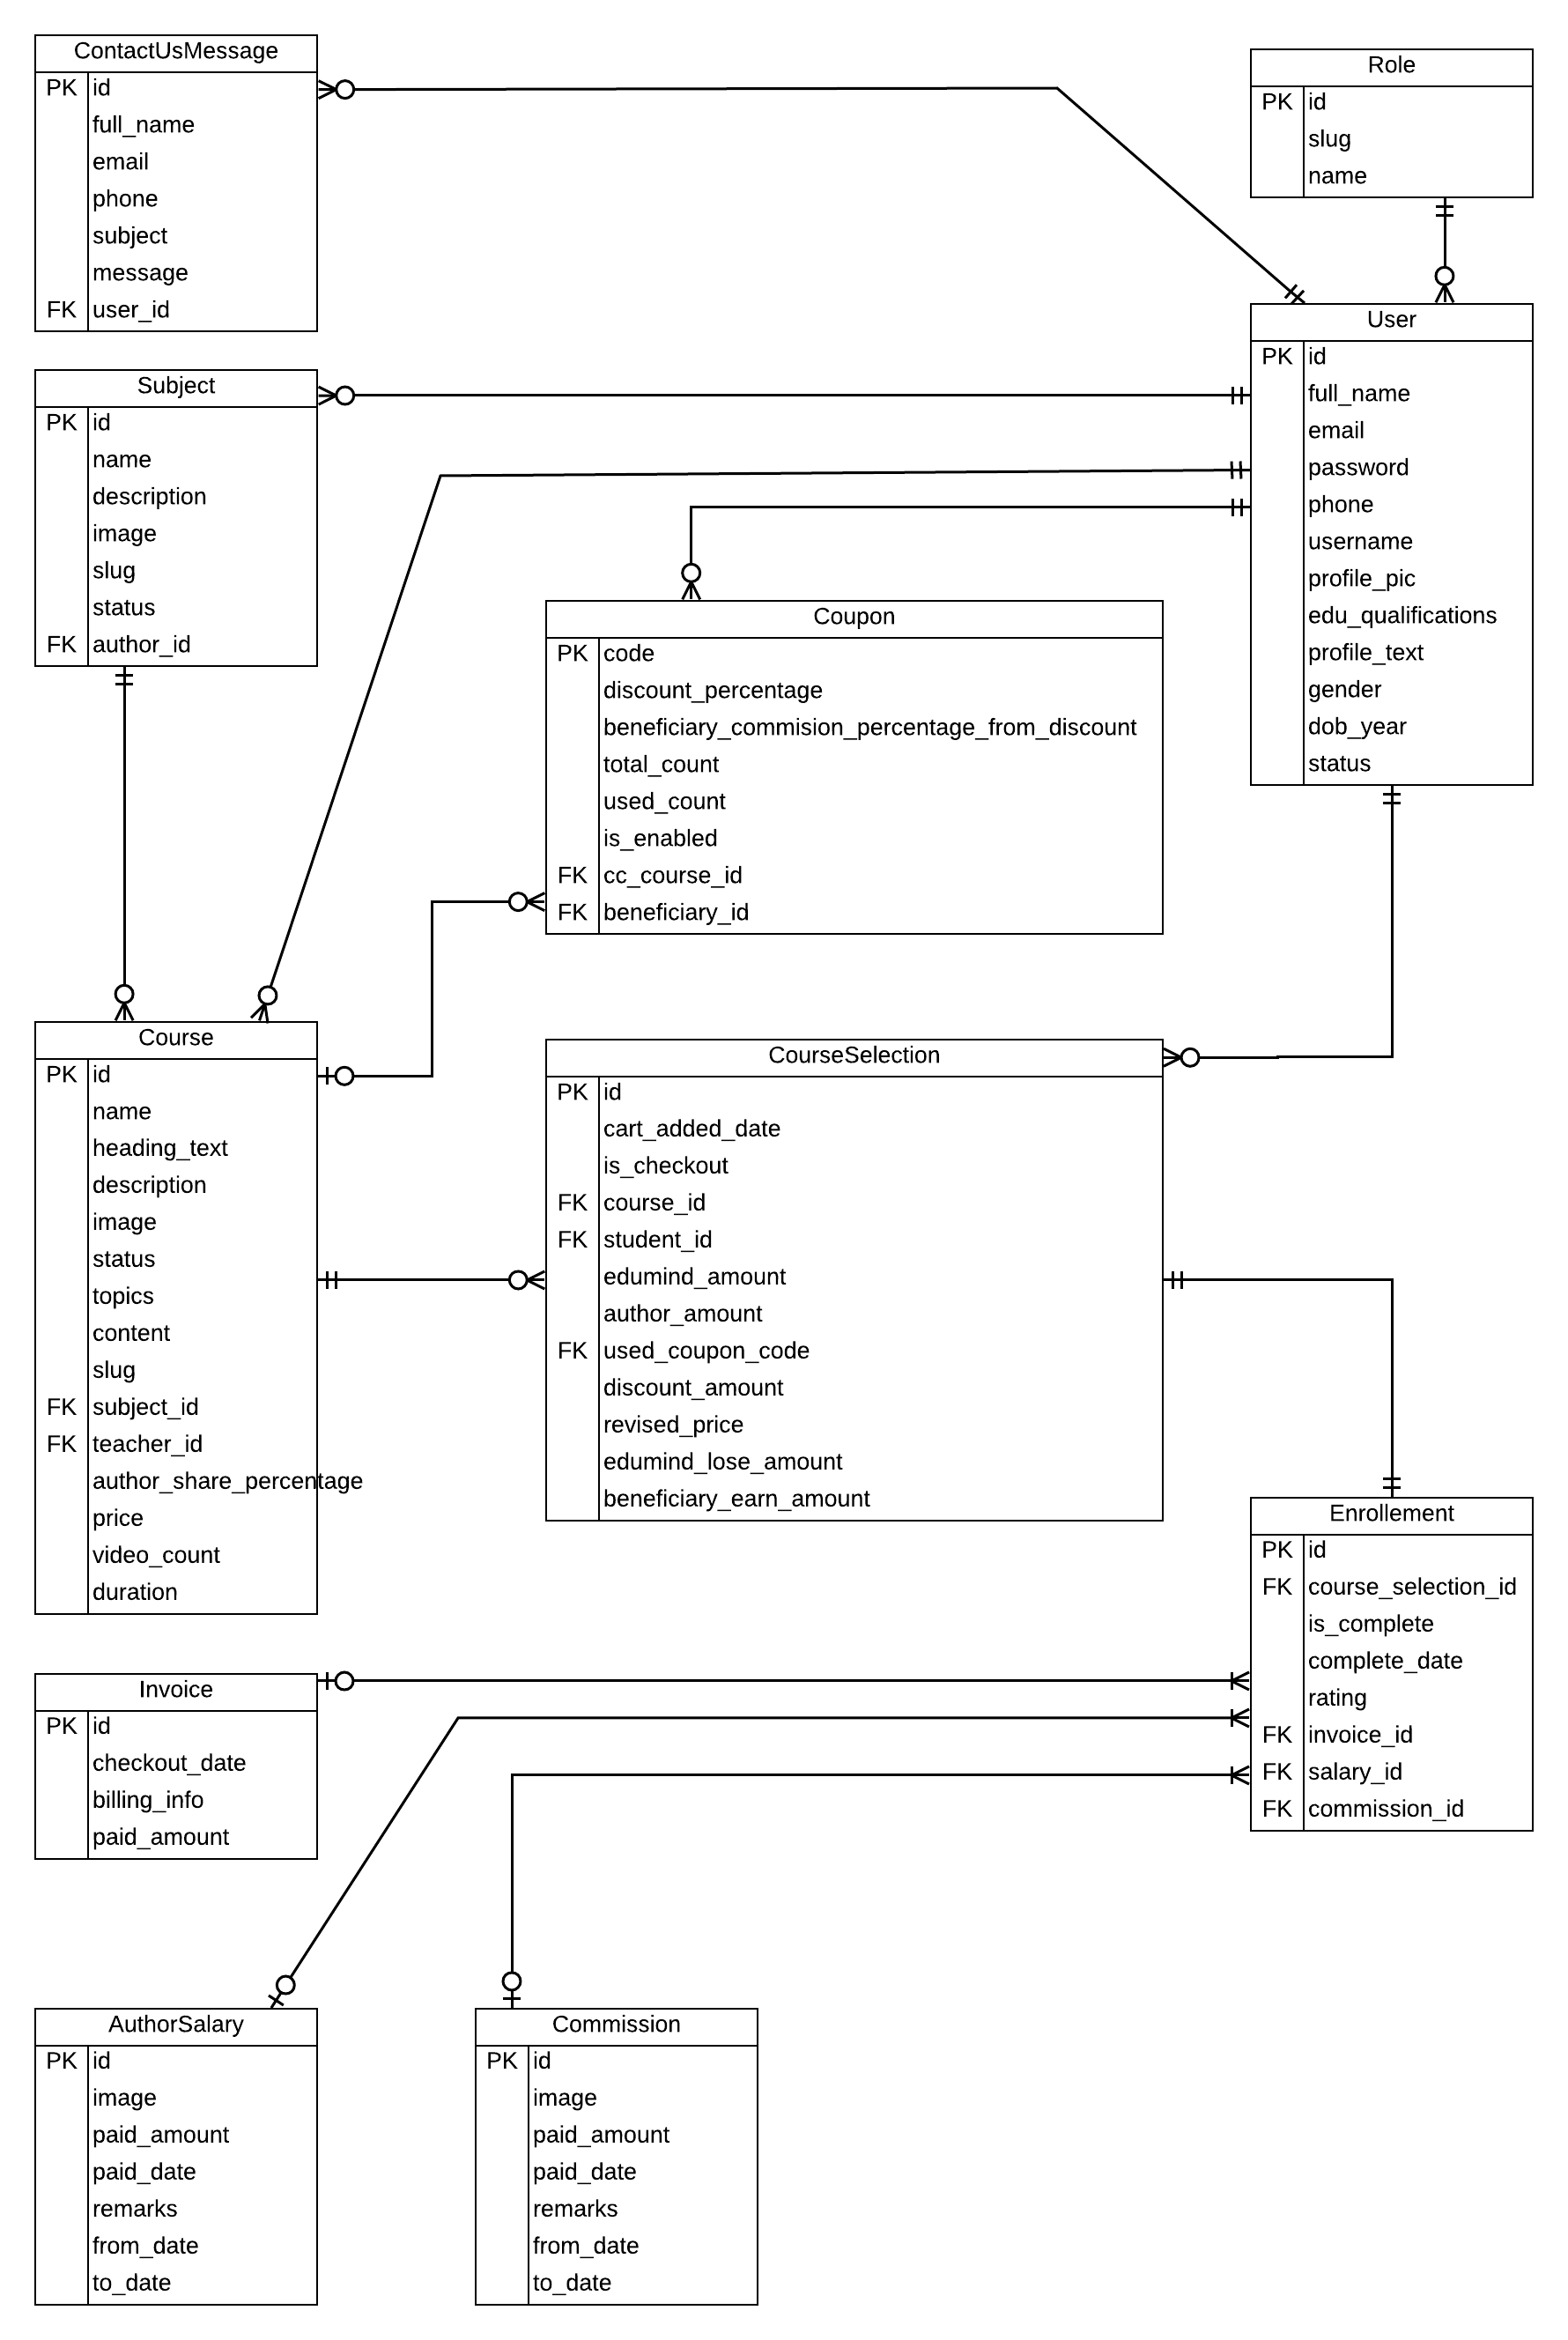 ContactUsMessage
PK id
full_name
email
phone
subject
message
FK user_id
Role
PK id
slug
name
User
PK id
full_name
email
password
phone
username
profile_pic
edu_qualifications
profile_text
gender
dob_year
status
Subject
PK id
name
description
image
slug
status
FK author_id
Coupon
PK code
discount_percentage
beneficiary_commision_percentage_from_discount
total_count
used_count
is_enabled
FK cc_course_id
FK beneficiary_id
Course
PK id
name
heading_text
description
image
status
topics
content
slug
FK subject_id
FK teacher_id
author_share_percentage
price
video_count
duration
CourseSelection
PK id
cart_added_date
is_checkout
FK course_id
FK student_id
edumind_amount
author_amount
FK used_coupon_code
discount_amount
revised_price
edumind_lose_amount
beneficiary_earn_amount
Enrollement
PK id
FK course_selection_id
is_complete
complete_date
rating
FK invoice_id
FK salary_id
FK commission_id
Invoice
PK id
checkout_date
billing_info
paid_amount
AuthorSalary
PK id
image
paid_amount
paid_date
remarks
from_date
to_date
Commission
PK id
image
paid_amount
paid_date
remarks
from_date
to_date